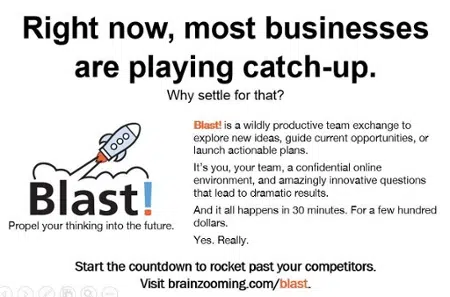 Right now, most businesses
are playing catch-up.
Why settle for that?
Blast!
Propel your thinking into the future.
Blast! is a wildly productive team exchange to
explore new ideas, guide current opportunities, or
launch actionable plans.
It's you, your team, a confidential online
environment, and amazingly innovative questions
that lead to dramatic results.
And it all happens in 30 minutes. For a few hundred
dollars.
Yes. Really.
Start the countdown to rocket past your competitors.
Visit brainzooming.com/blast.